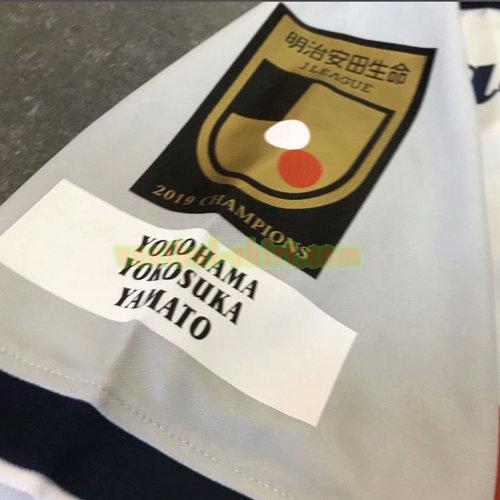 明治安田生命
J.LEAGUE
2019 CHAMPIONS
YOKOHAMA
YOKOSUKA
YAMATO